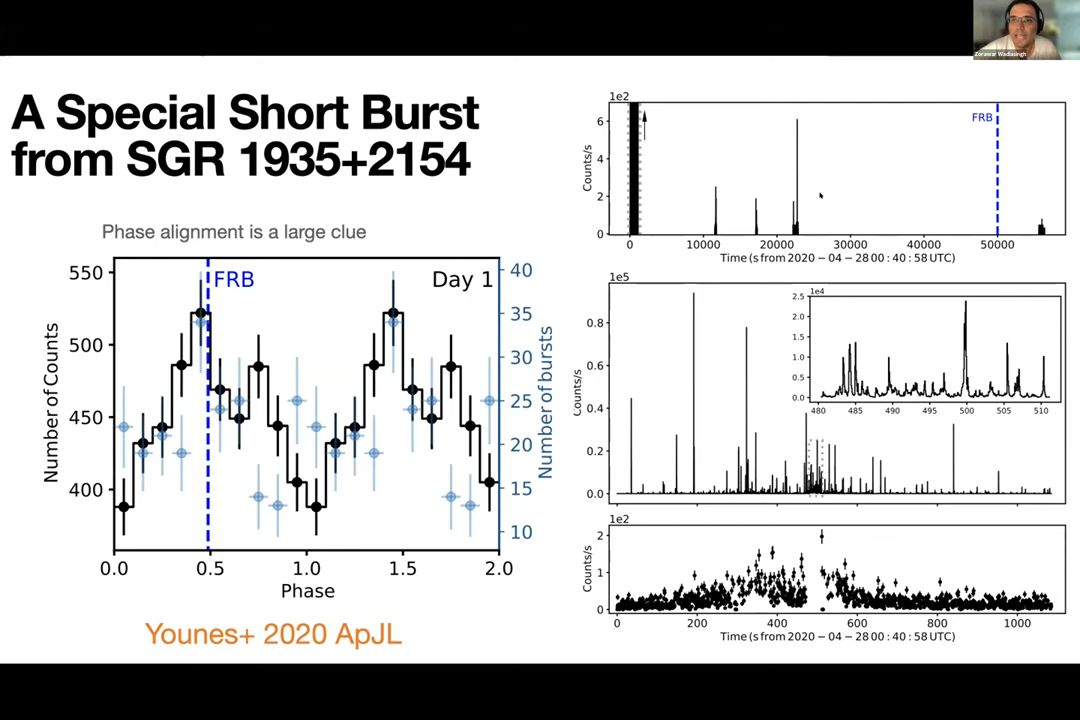 Zorawar Wadiasingh
A Special Short Burst
from SGR 1935+2154
Phase alignment is a large clue
550
500
450
400
Number of Counts
FRB
Day 1
40
35
30
25
20
15
10
Number of bursts
0.0 0.5 1.0 1.5 2.0
Phase
Younes+ 2020 ApJL
1e2
6
4
2
0
Counts/s
FRB
0 10000 20000 30000 40000 50000
Time (s from 2020 − 04 − 28 00 : 40 : 58 UTC)
1e5
0.8
0.6
0.4
0.2
0.0
Counts/s
1e4
2.5
2.0
1.5
1.0
0.5
0.0
480 485 490 495 500 505 510
1e2
2
1
0
Counts/s
0 200 400 600 800 1000
Time (s from 2020 − 04 − 28 00 : 40 : 58 UTC)